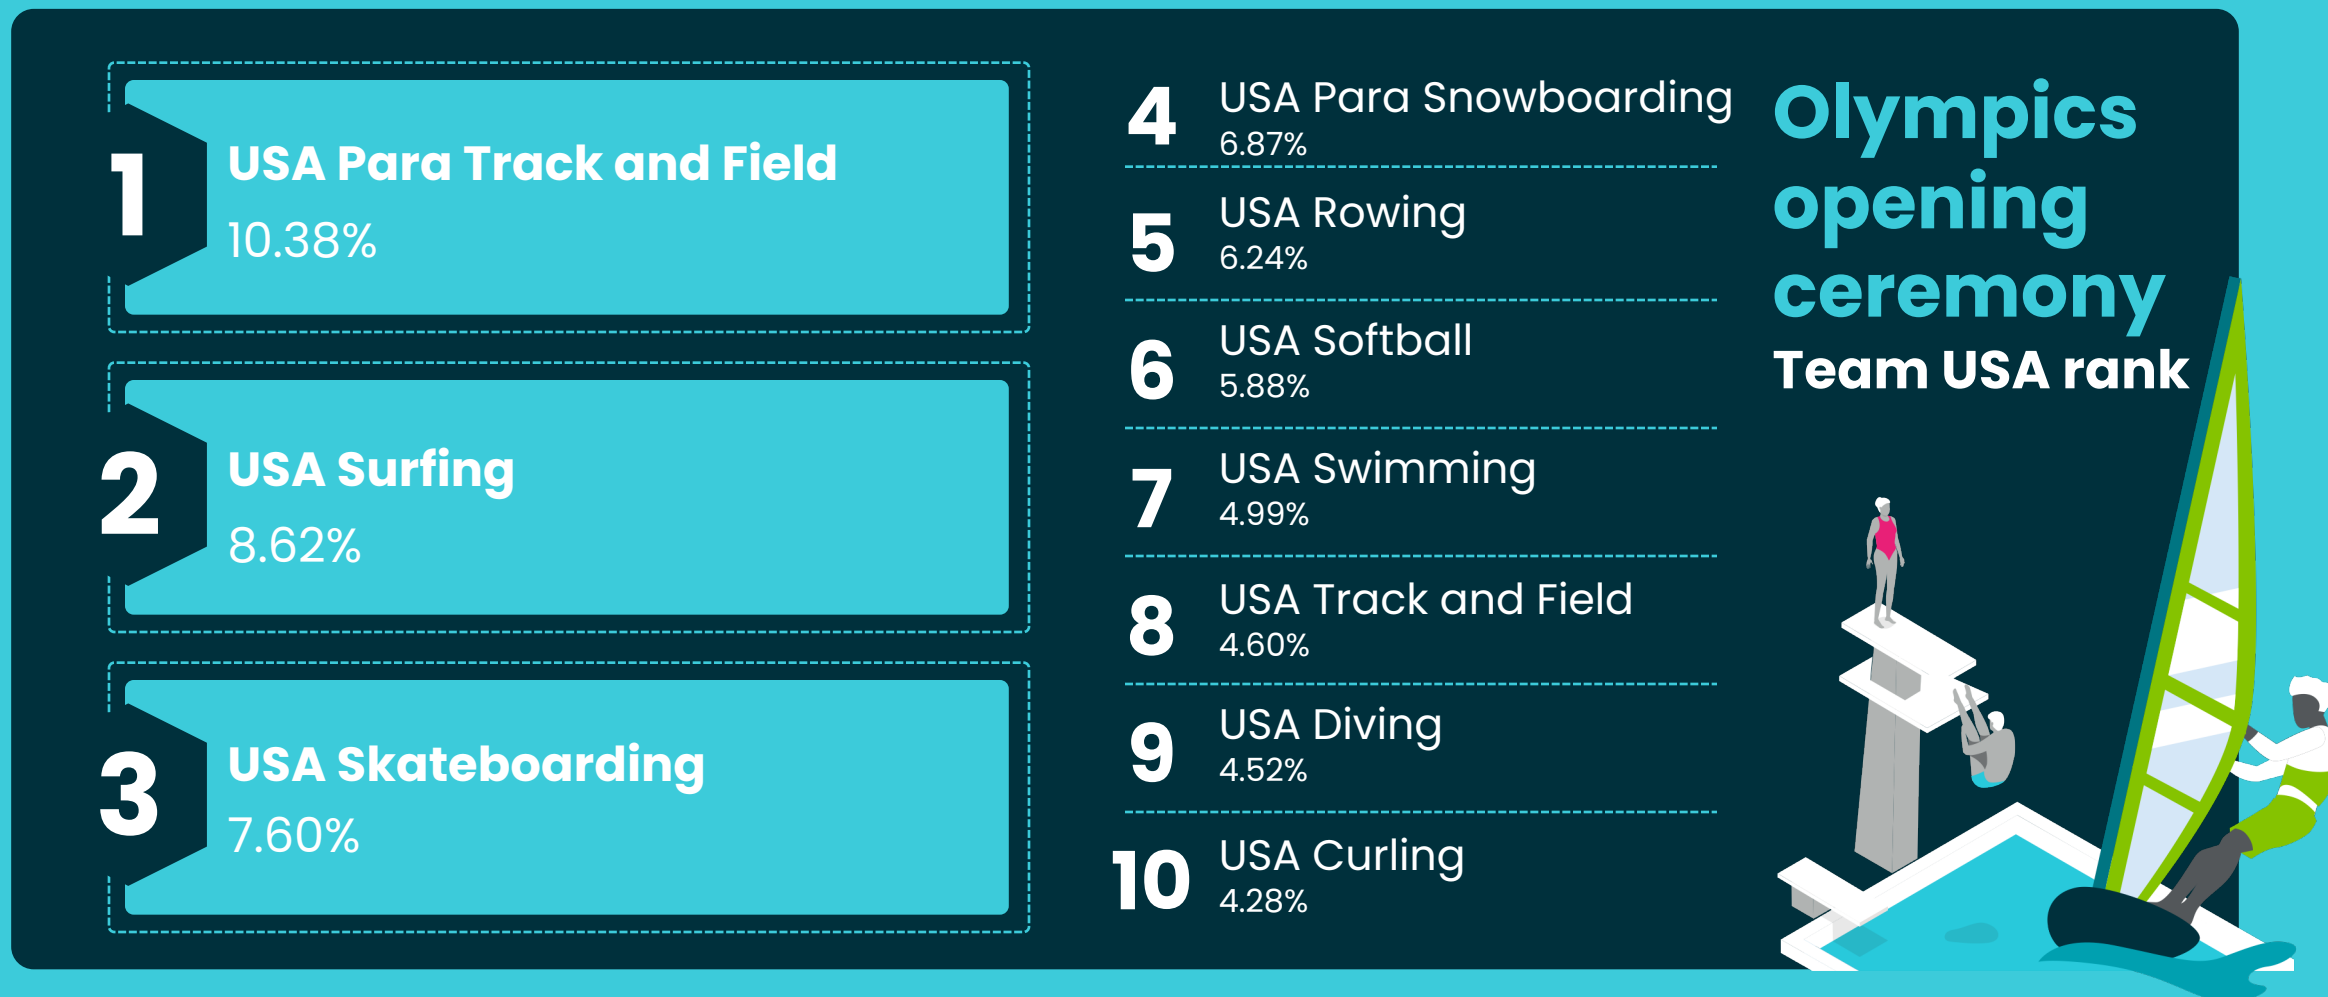 1
USA Para Track and Field
10.38%
2
USA Surfing
8.62%
3
USA Skateboarding
7.60%
4
USA Para Snowboarding
6.87%
5
USA Rowing
6.24%
6
USA Softball
5.88%
7
USA Swimming
4.99%
8
USA Track and Field
4.60%
9
USA Diving
4.52%
10
USA Curling
4.28%
Olympics
opening
ceremony
Team USA rank